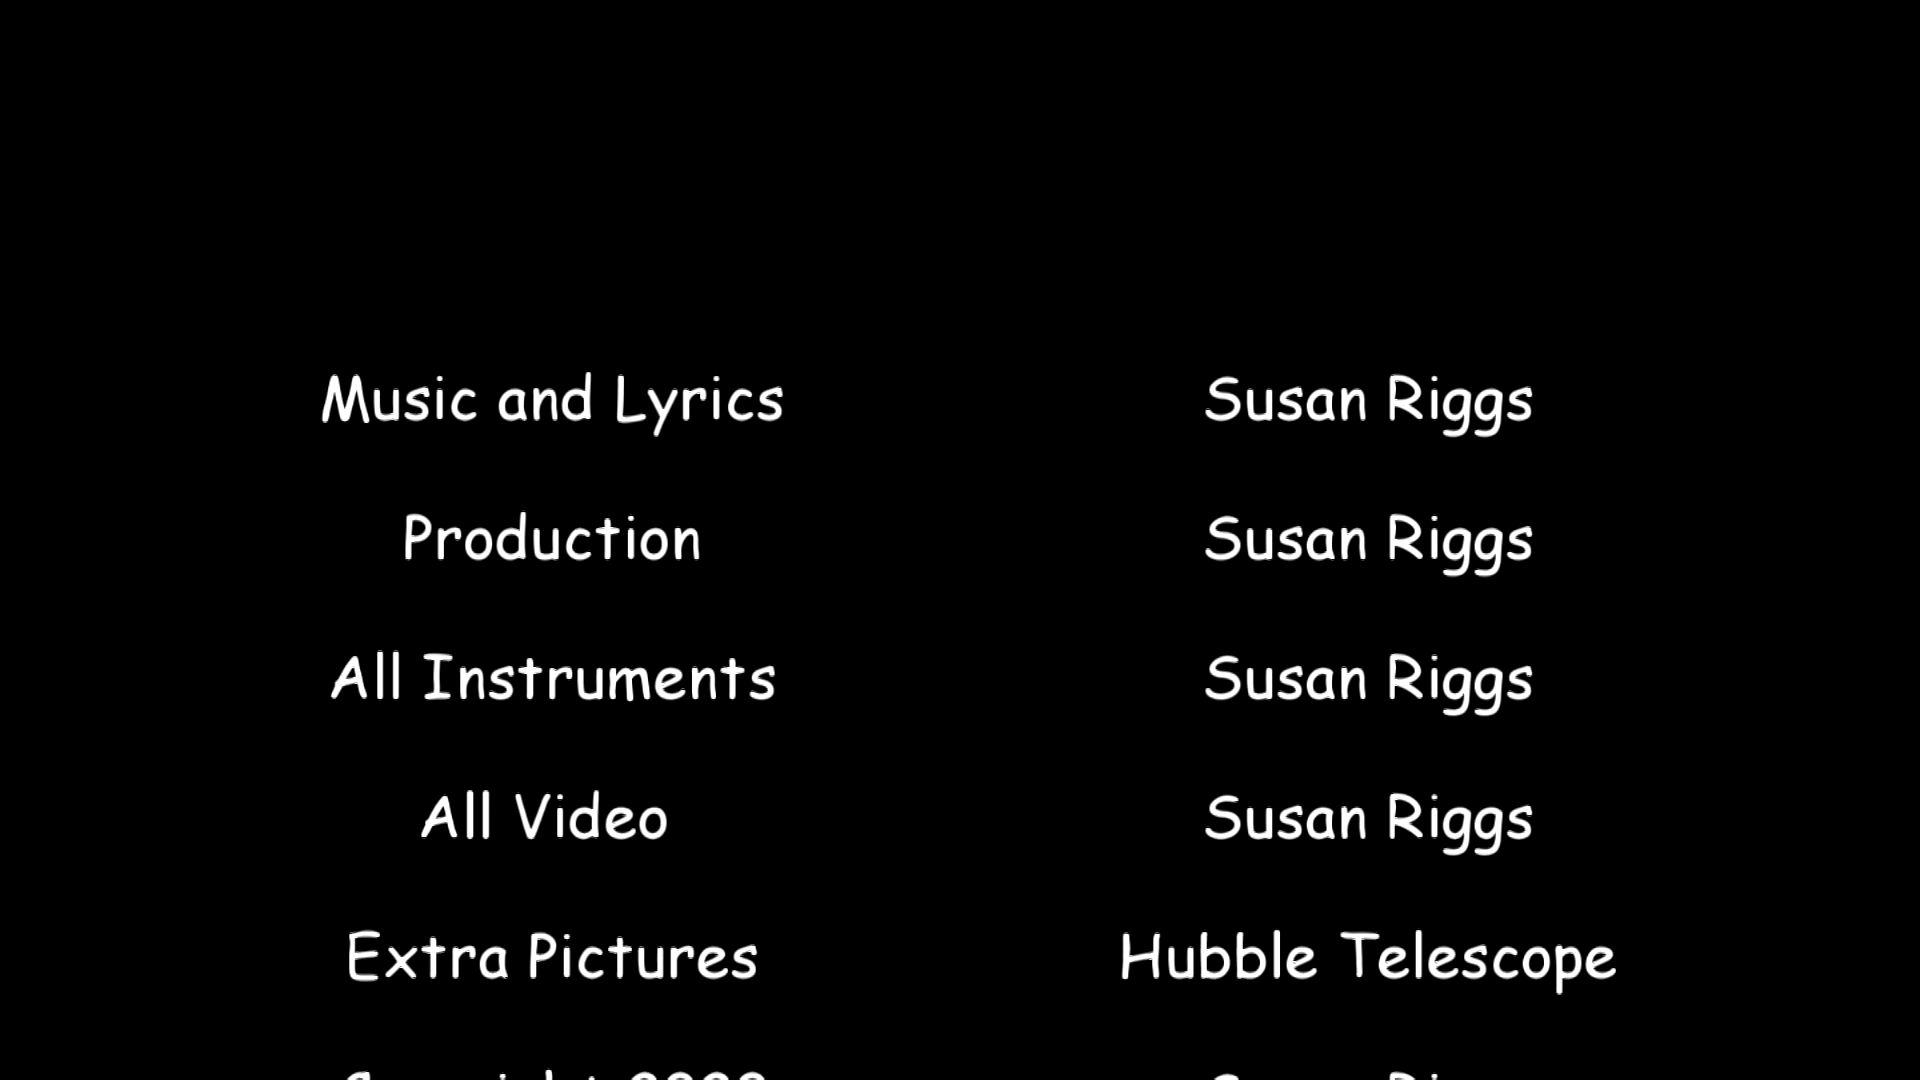 Music and Lyrics Susan Riggs
Production Susan Riggs
All Instruments Susan Riggs
All Video Susan Riggs
Extra Pictures Hubble Telescope